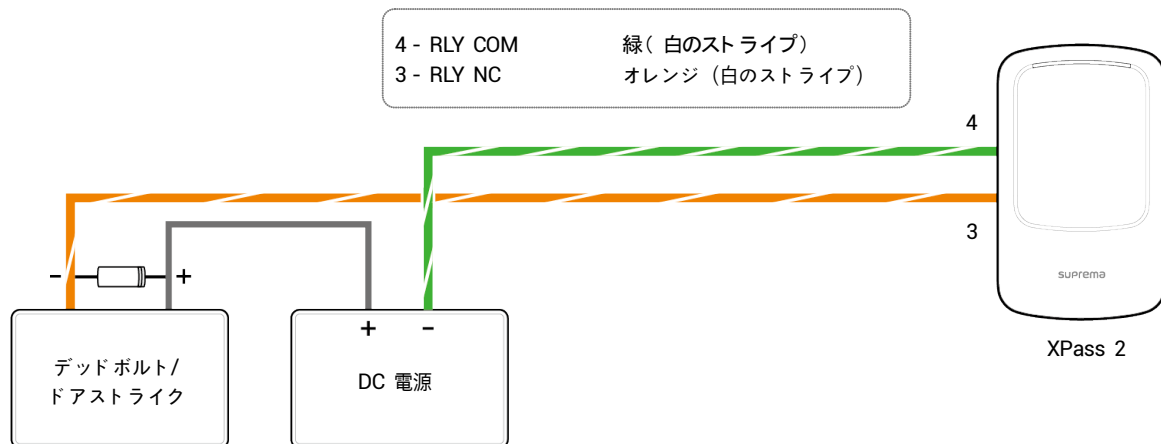 4 - RLY COM 緑( 白のストライプ)
3 - RLY NC オレンジ (白のストライプ)
4
3
suprema
XPass 2
- +
+ -
デッドボルト/
ドアストライク
DC 電源